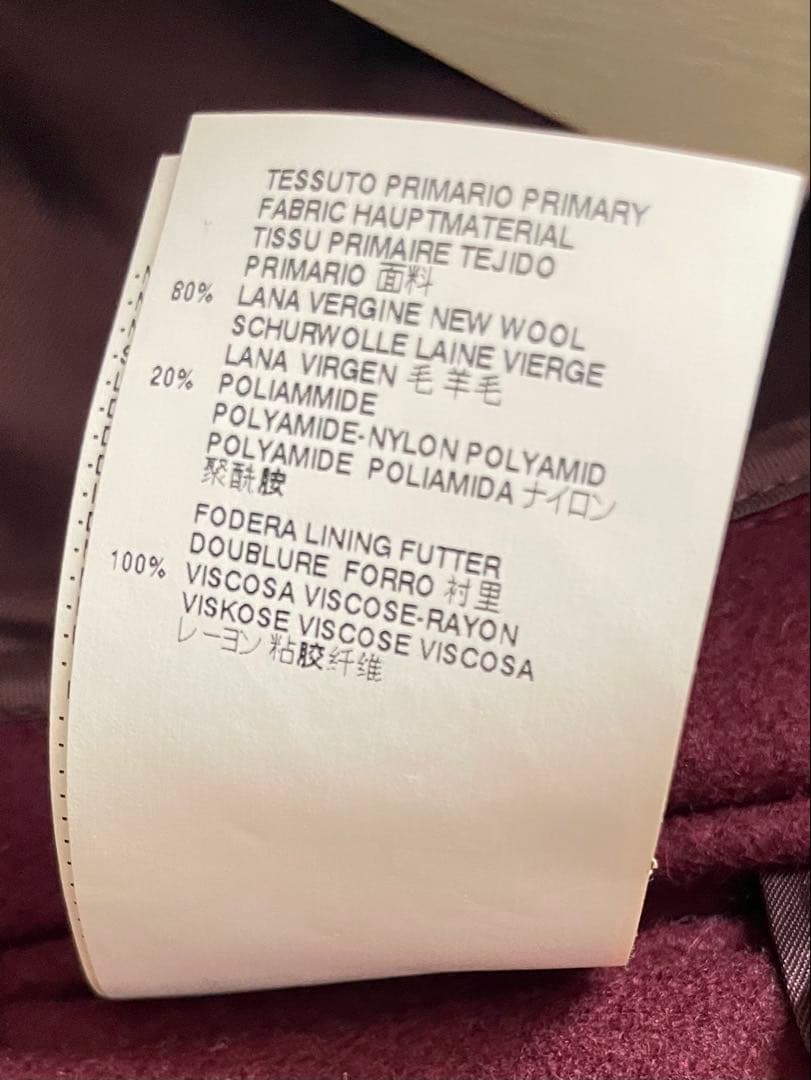 TESSUTO PRIMARIO PRIMARY
FABRIC HAUPTMATERIAL
TISSU PRIMAIRE TEJIDO
PRIMARIO 面料
80% LANA VERGINE NEW WOOL
SCHURWOLLE LAINE VIERGE
LANA VIRGEN 毛 羊毛
20% POLIAMMIDE
POLYAMIDE-NYLON POLYAMID
POLYAMIDE POLIAMIDA ナイロン
聚酰胺
FODERA LINING FUTTER
DOUBLURE FORRO 衬里
100% VISCOSA VISCOSE-RAYON
VISKOSE VISCOSE VISCOSA
レーヨン 粘胶纤维